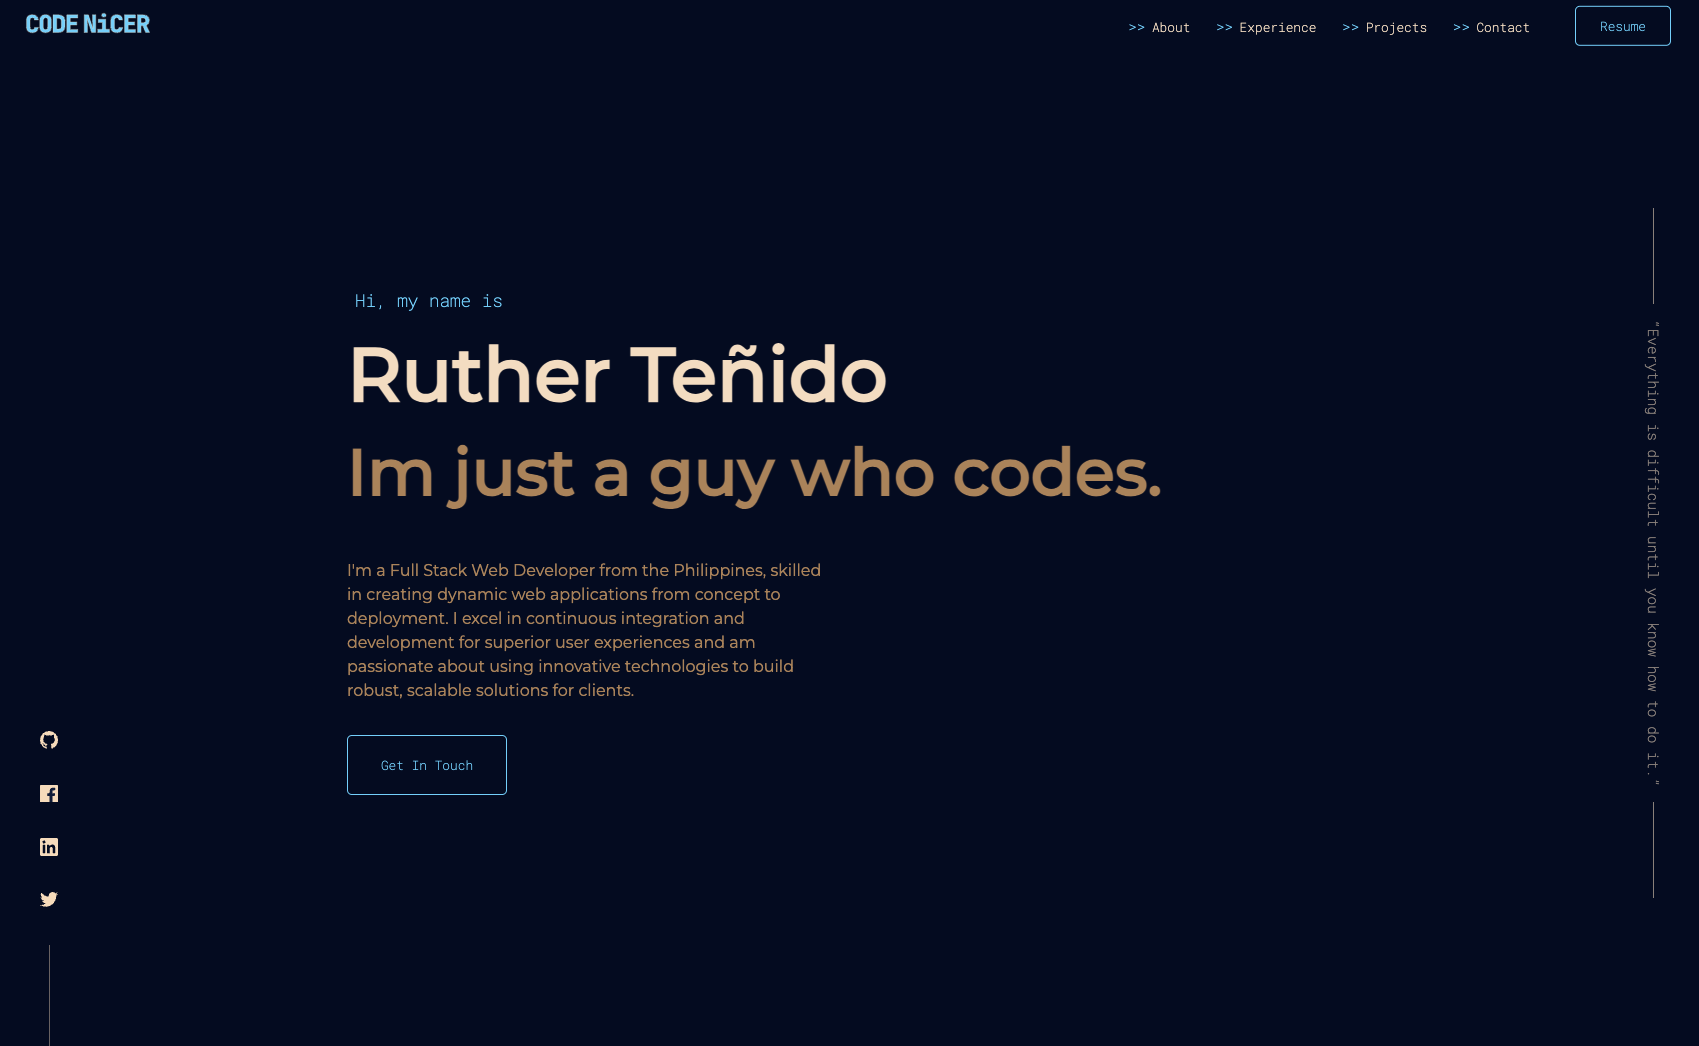 CODE NiCER
>> About >> Experience >> Projects >> Contact Resume
Hi, my name is
Ruther Teñido
Im just a guy who codes.
I'm a Full Stack Web Developer from the Philippines, skilled
in creating dynamic web applications from concept to
deployment. I excel in continuous integration and
development for superior user experiences and am
passionate about using innovative technologies to build
robust, scalable solutions for clients.
Get In Touch
"Everything is difficult until you know how to do it."